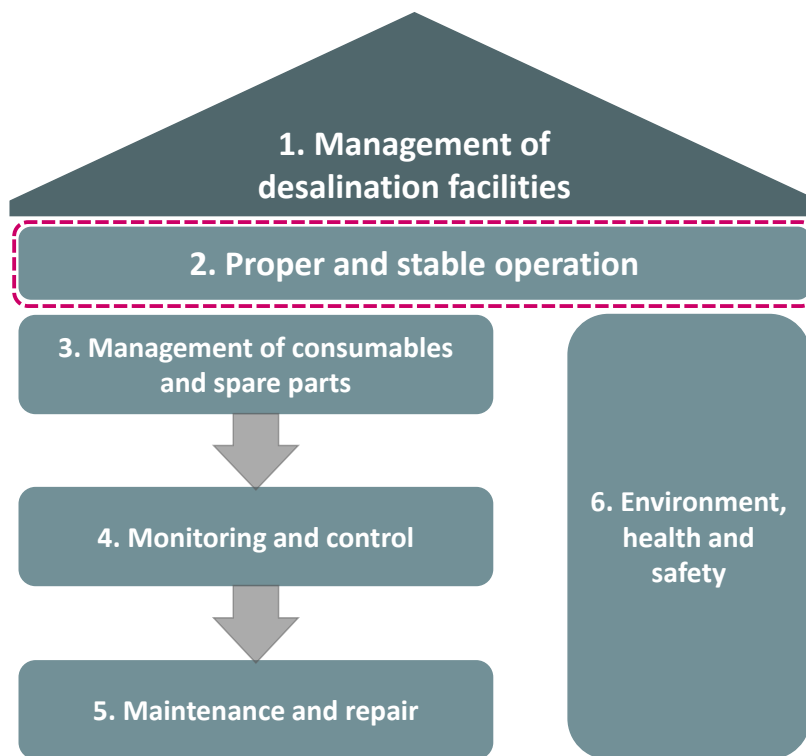 1. Management of
desalination facilities
2. Proper and stable operation
3. Management of consumables
and spare parts
4. Monitoring and control
5. Maintenance and repair
6. Environment,
health and
safety